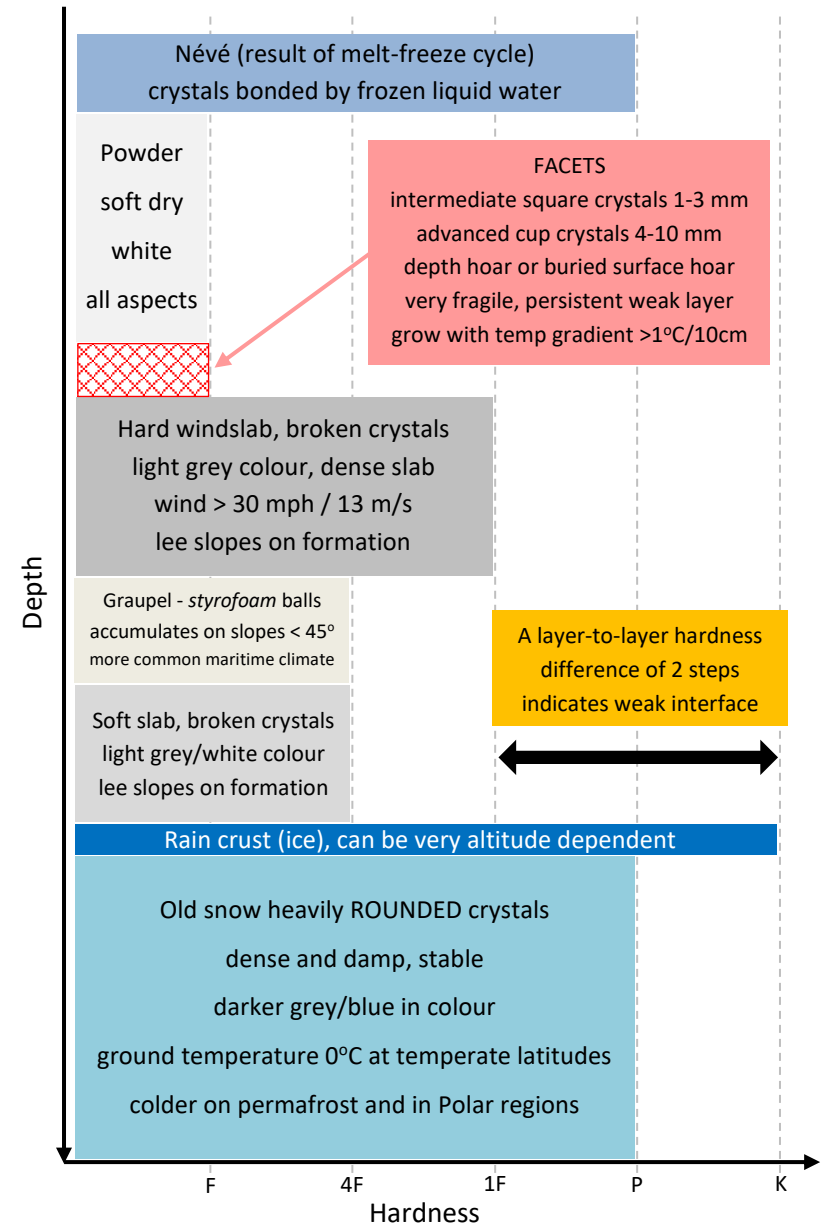 Névé (result of melt-freeze cycle)
crystals bonded by frozen liquid water
Powder
soft dry
white
all aspects
FACETS
intermediate square crystals 1-3 mm
advanced cup crystals 4-10 mm
depth hoar or buried surface hoar
very fragile, persistent weak layer
grow with temp gradient >1°C/10cm
Hard windslab, broken crystals
light grey colour, dense slab
wind > 30 mph / 13 m/s
lee slopes on formation
Graupel - styrofoam balls
accumulates on slopes < 45°
more common maritime climate
A layer-to-layer hardness
difference of 2 steps
indicates weak interface
Soft slab, broken crystals
light grey/white colour
lee slopes on formation
Rain crust (ice), can be very altitude dependent
Old snow heavily ROUNDED crystals
dense and damp, stable
darker grey/blue in colour
ground temperature 0°C at temperate latitudes
colder on permafrost and in Polar regions
Depth
F 4F 1F P K
Hardness